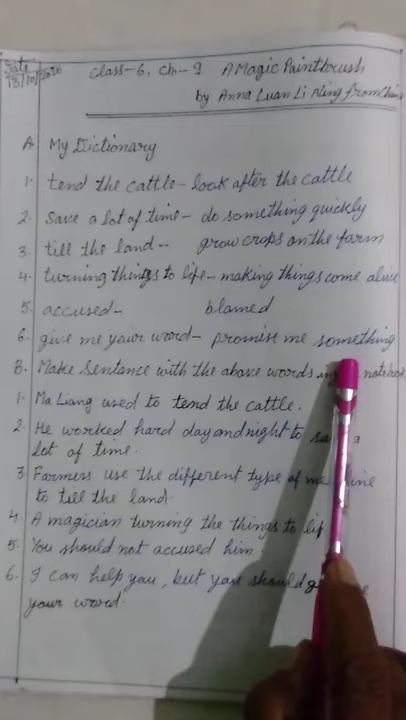 Date
13/10/2020
Class-6, Ch-9 A Magic Paintbrush
by Anna Luan Li Ning from China
A. My Dictionary
1. tend the cattle - look after the cattle
2. Save a lot of time - do something quickly
3. till the land - grow crops on the farm
4. turning things to life - making things come alive
5. accused - blamed
6. give me your word - promise me something
B. Make Sentence with the above words in notebook
1. Ma Liang used to tend the cattle.
2. He worked hard day and night to a
lot of time.
3. Farmers use the different type of
to till the land.
4. A magician turning the things to
5. You should not accused him.
6. I can help you, but you should
your word.